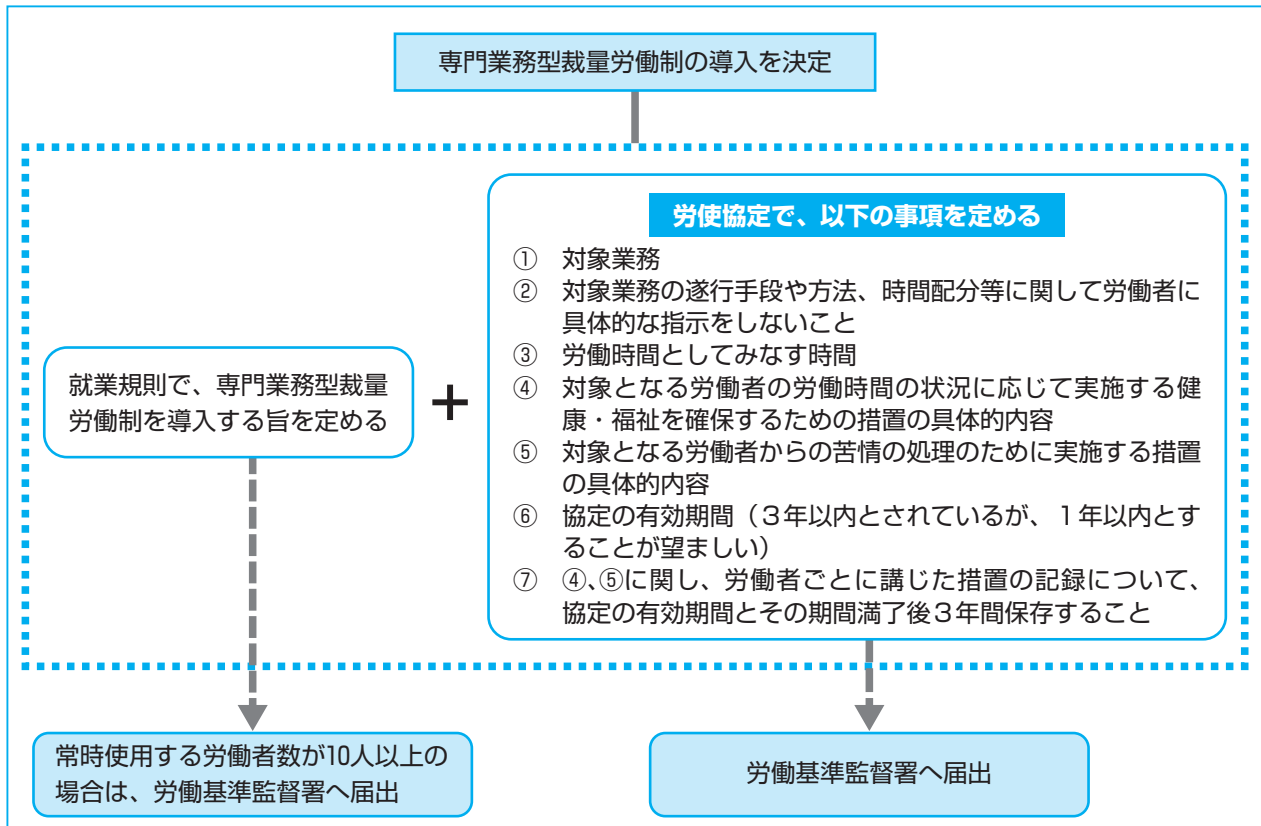 専門業務型裁量労働制の導入を決定
就業規則で、専門業務型裁量
労働制を導入する旨を定める
+
労使協定で、以下の事項を定める
① 対象業務
② 対象業務の遂行手段や方法、時間配分等に関して労働者に
具体的な指示をしないこと
③ 労働時間としてみなす時間
④ 対象となる労働者の労働時間の状況に応じて実施する健
康・福祉を確保するための措置の具体的内容
⑤ 対象となる労働者からの苦情の処理のために実施する措置
の具体的内容
⑥ 協定の有効期間（３年以内とされているが、１年以内とす
ることが望ましい）
⑦ ④、⑤に関し、労働者ごとに講じた措置の記録について、
協定の有効期間とその期間満了後３年間保存すること
常時使用する労働者数が10人以上の
場合は、労働基準監督署へ届出
労働基準監督署へ届出